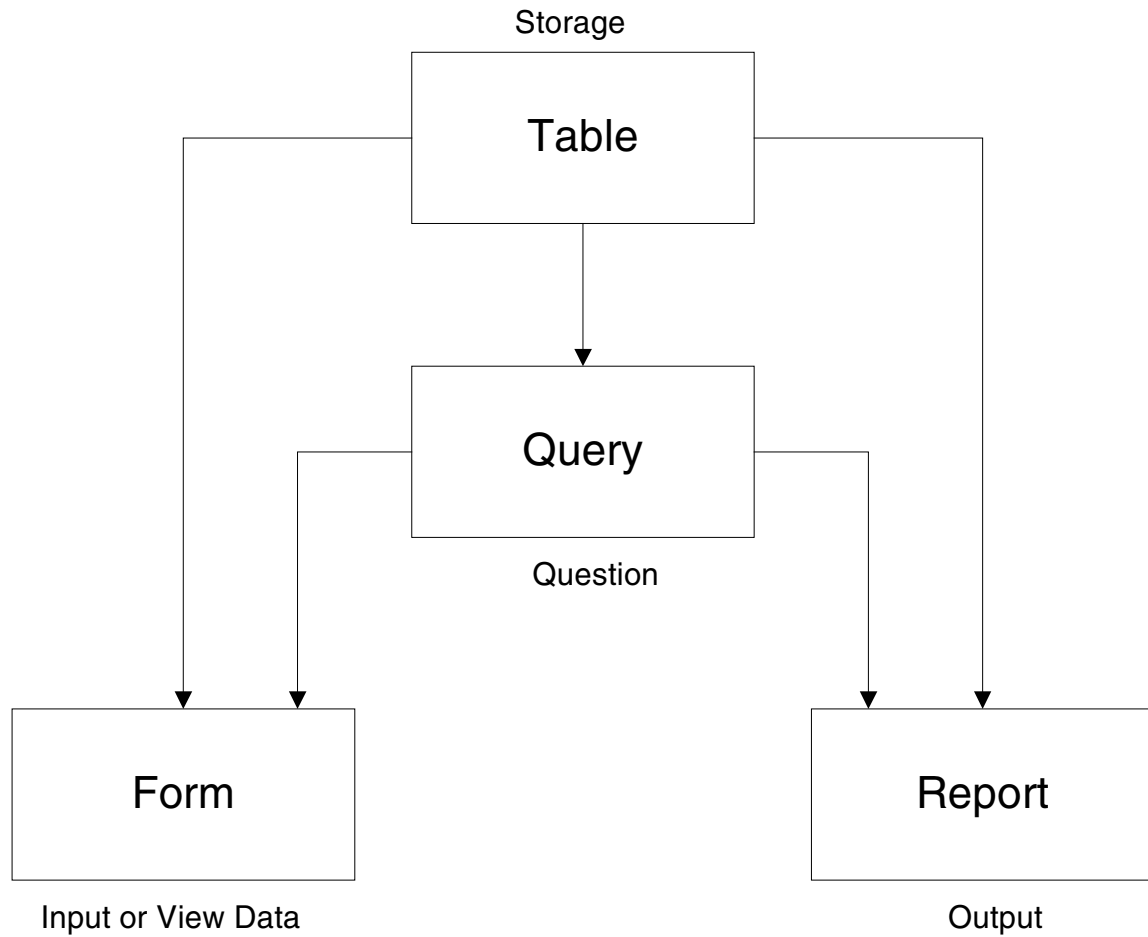 Storage
Table
Query
Question
Form
Report
Input or View Data
Output